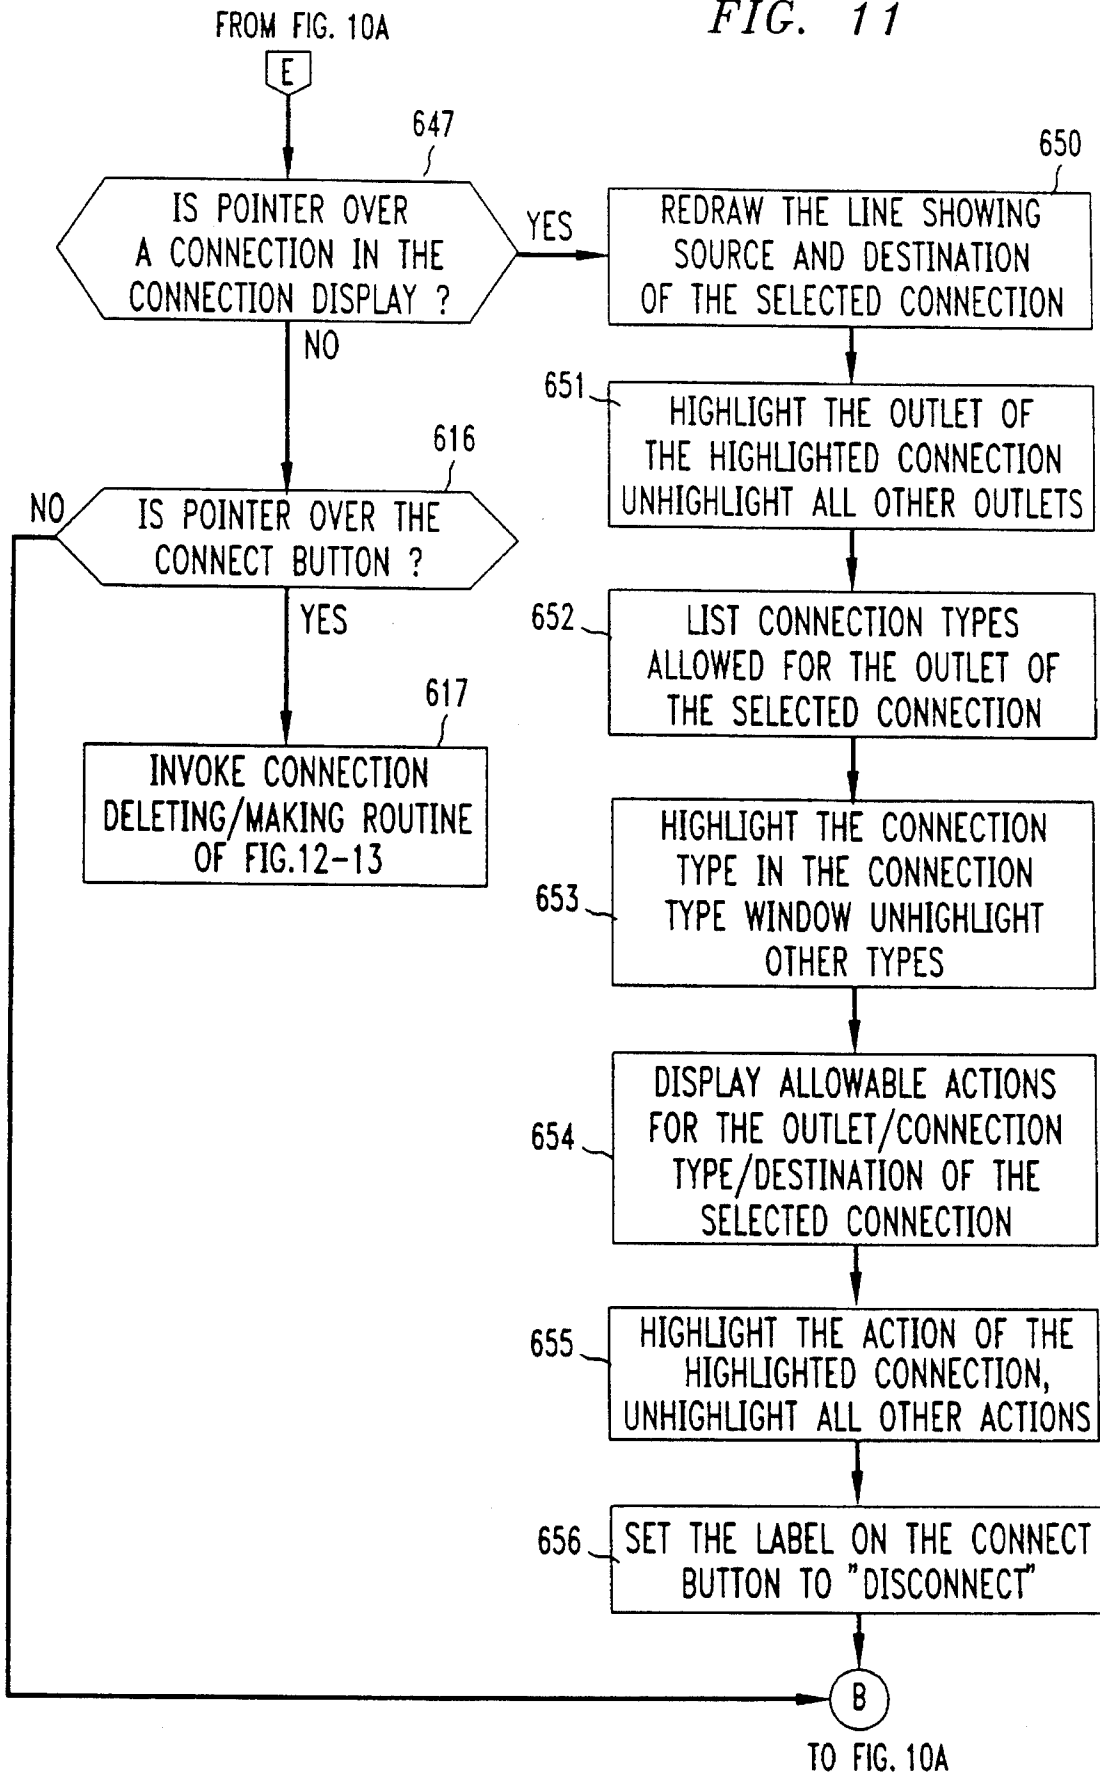 FROM FIG. 10A
FIG. 11
E
647
IS POINTER OVER
A CONNECTION IN THE
CONNECTION DISPLAY ?
YES
NO
616
NO
IS POINTER OVER THE
CONNECT BUTTON ?
YES
617
INVOKE CONNECTION
DELETING/MAKING ROUTINE
OF FIG.12-13
650
REDRAW THE LINE SHOWING
SOURCE AND DESTINATION
OF THE SELECTED CONNECTION
651
HIGHLIGHT THE OUTLET OF
THE HIGHLIGHTED CONNECTION
UNHIGHLIGHT ALL OTHER OUTLETS
652
LIST CONNECTION TYPES
ALLOWED FOR THE OUTLET OF
THE SELECTED CONNECTION
653
HIGHLIGHT THE CONNECTION
TYPE IN THE CONNECTION
TYPE WINDOW UNHIGHLIGHT
OTHER TYPES
654
DISPLAY ALLOWABLE ACTIONS
FOR THE OUTLET/CONNECTION
TYPE/DESTINATION OF THE
SELECTED CONNECTION
655
HIGHLIGHT THE ACTION OF THE
HIGHLIGHTED CONNECTION,
UNHIGHLIGHT ALL OTHER ACTIONS
656
SET THE LABEL ON THE CONNECT
BUTTON TO "DISCONNECT"
B
TO FIG. 10A